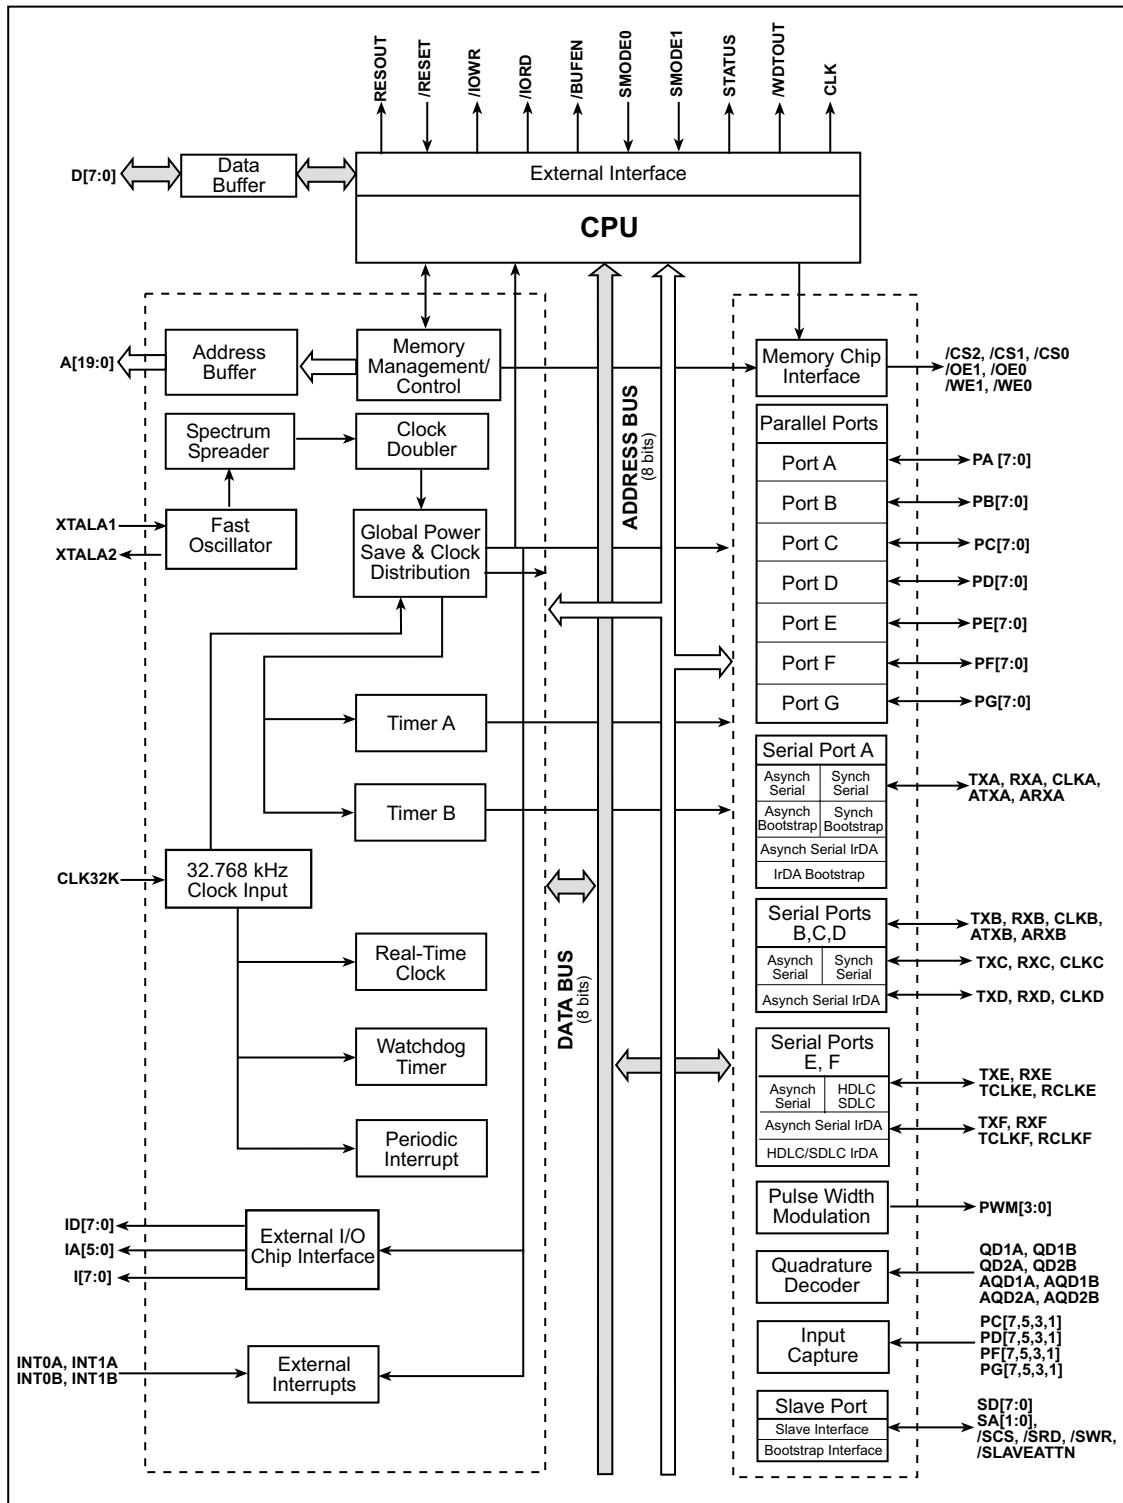 RESOUT
/RESET
/IOWR
/IORD
/BUFEN
SMODE0
SMODE1
STATUS
/WDTOUT
CLK
D[7:0]
Data
Buffer
External Interface
CPU
A[19:0]
Address
Buffer
Memory
Management/
Control
Memory Chip
Interface
/CS2, /CS1, /CS0
/OE1, /OE0
/WE1, /WE0
Spectrum
Spreader
Clock
Doubler
XTALA1
XTALA2
Fast
Oscillator
Global Power
Save & Clock
Distribution
ADDRESS BUS
(8 bits)
Parallel Ports
Port A
PA [7:0]
Port B
PB[7:0]
Port C
PC[7:0]
Port D
PD[7:0]
Port E
PE[7:0]
Port F
PF[7:0]
Port G
PG[7:0]
Timer A
Timer B
CLK32K
32.768 kHz
Clock Input
Real-Time
Clock
Watchdog
Timer
Periodic
Interrupt
DATA BUS
(8 bits)
Serial Port A
Asynch
Serial
Synch
Serial
Asynch
Bootstrap
Synch
Bootstrap
Asynch Serial IrDA
IrDA Bootstrap
TXA, RXA, CLKA,
ATXA, ARXA
Serial Ports
B,C,D
Asynch
Serial
Synch
Serial
Asynch Serial IrDA
TXB, RXB, CLKB,
ATXB, ARXB
TXC, RXC, CLKC
TXD, RXD, CLKD
Serial Ports
E, F
Asynch
Serial
HDLC
SDLC
Asynch Serial IrDA
HDLC/SDLC IrDA
TXE, RXE
TCLKE, RCLKE
TXF, RXF
TCLKF, RCLKF
ID[7:0]
IA[5:0]
I[7:0]
External I/O
Chip Interface
INT0A, INT1A
INT0B, INT1B
External
Interrupts
Pulse Width
Modulation
PWM[3:0]
Quadrature
Decoder
QD1A, QD1B
QD2A, QD2B
AQD1A, AQD1B
AQD2A, AQD2B
Input
Capture
PC[7,5,3,1]
PD[7,5,3,1]
PF[7,5,3,1]
PG[7,5,3,1]
Slave Port
Slave Interface
Bootstrap Interface
SD[7:0]
SA[1:0],
/SCS, /SRD, /SWR,
/SLAVEATTN